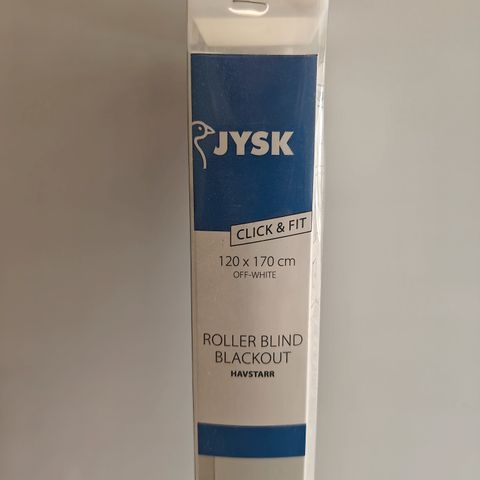 JYSK
CLICK & FIT
120 x 170 cm
OFF-WHITE
ROLLER BLIND
BLACKOUT
HAVSTARR